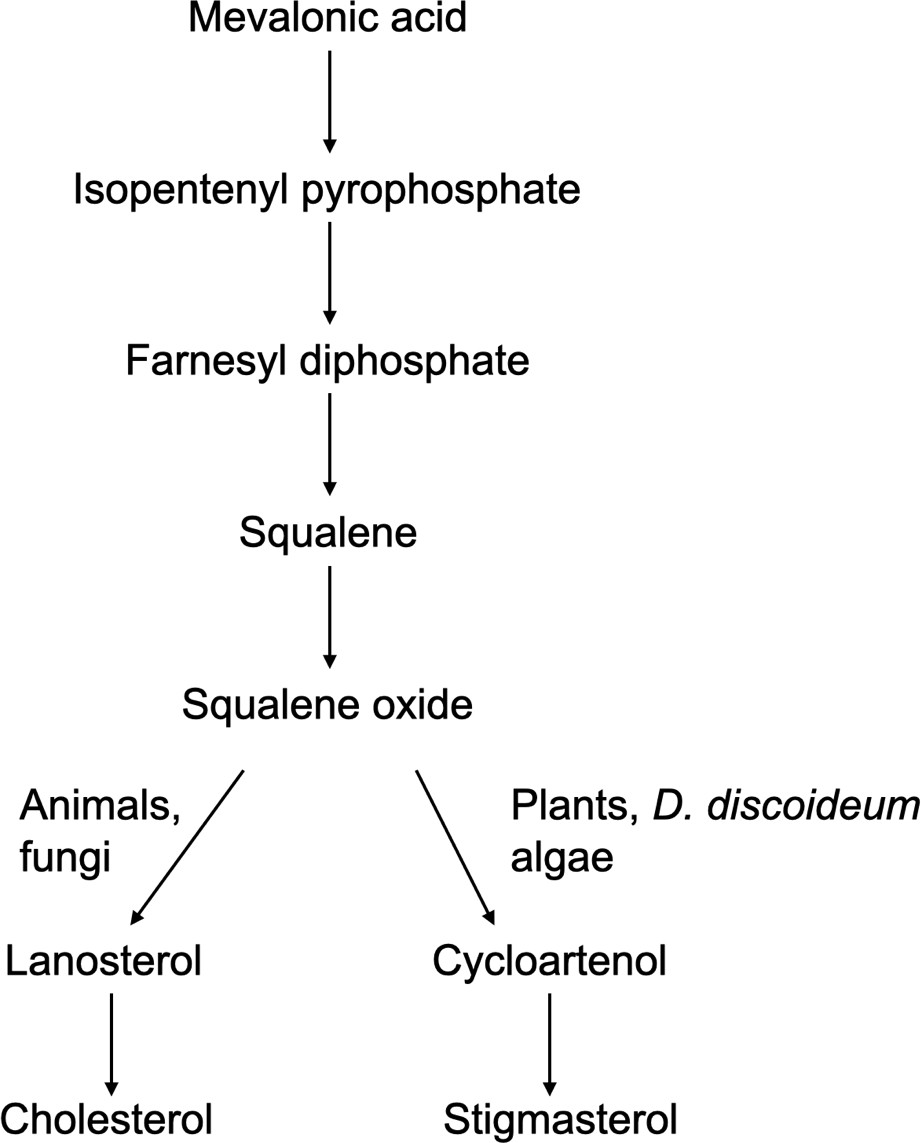 Mevalonic acid
Isopentenyl pyrophosphate
Farnesyl diphosphate
Squalene
Squalene oxide
Animals,
fungi
Plants, D. discoideum
algae
Lanosterol
Cycloartenol
Cholesterol
Stigmasterol